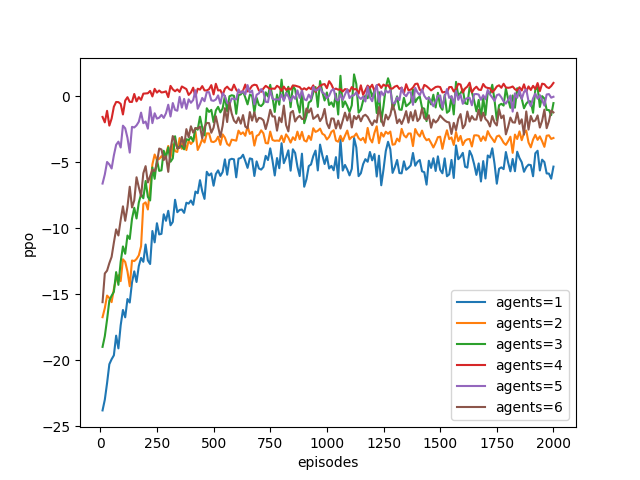 0
−5
−10
−15
−20
−25
ppo
0 250 500 750 1000 1250 1500 1750 2000
episodes
agents=1
agents=2
agents=3
agents=4
agents=5
agents=6